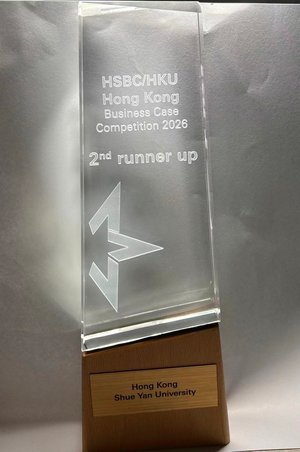 HSBC/HKU
Hong Kong
Business Case
Competition 2026
2nd runner up
Hong Kong
Shue Yan University